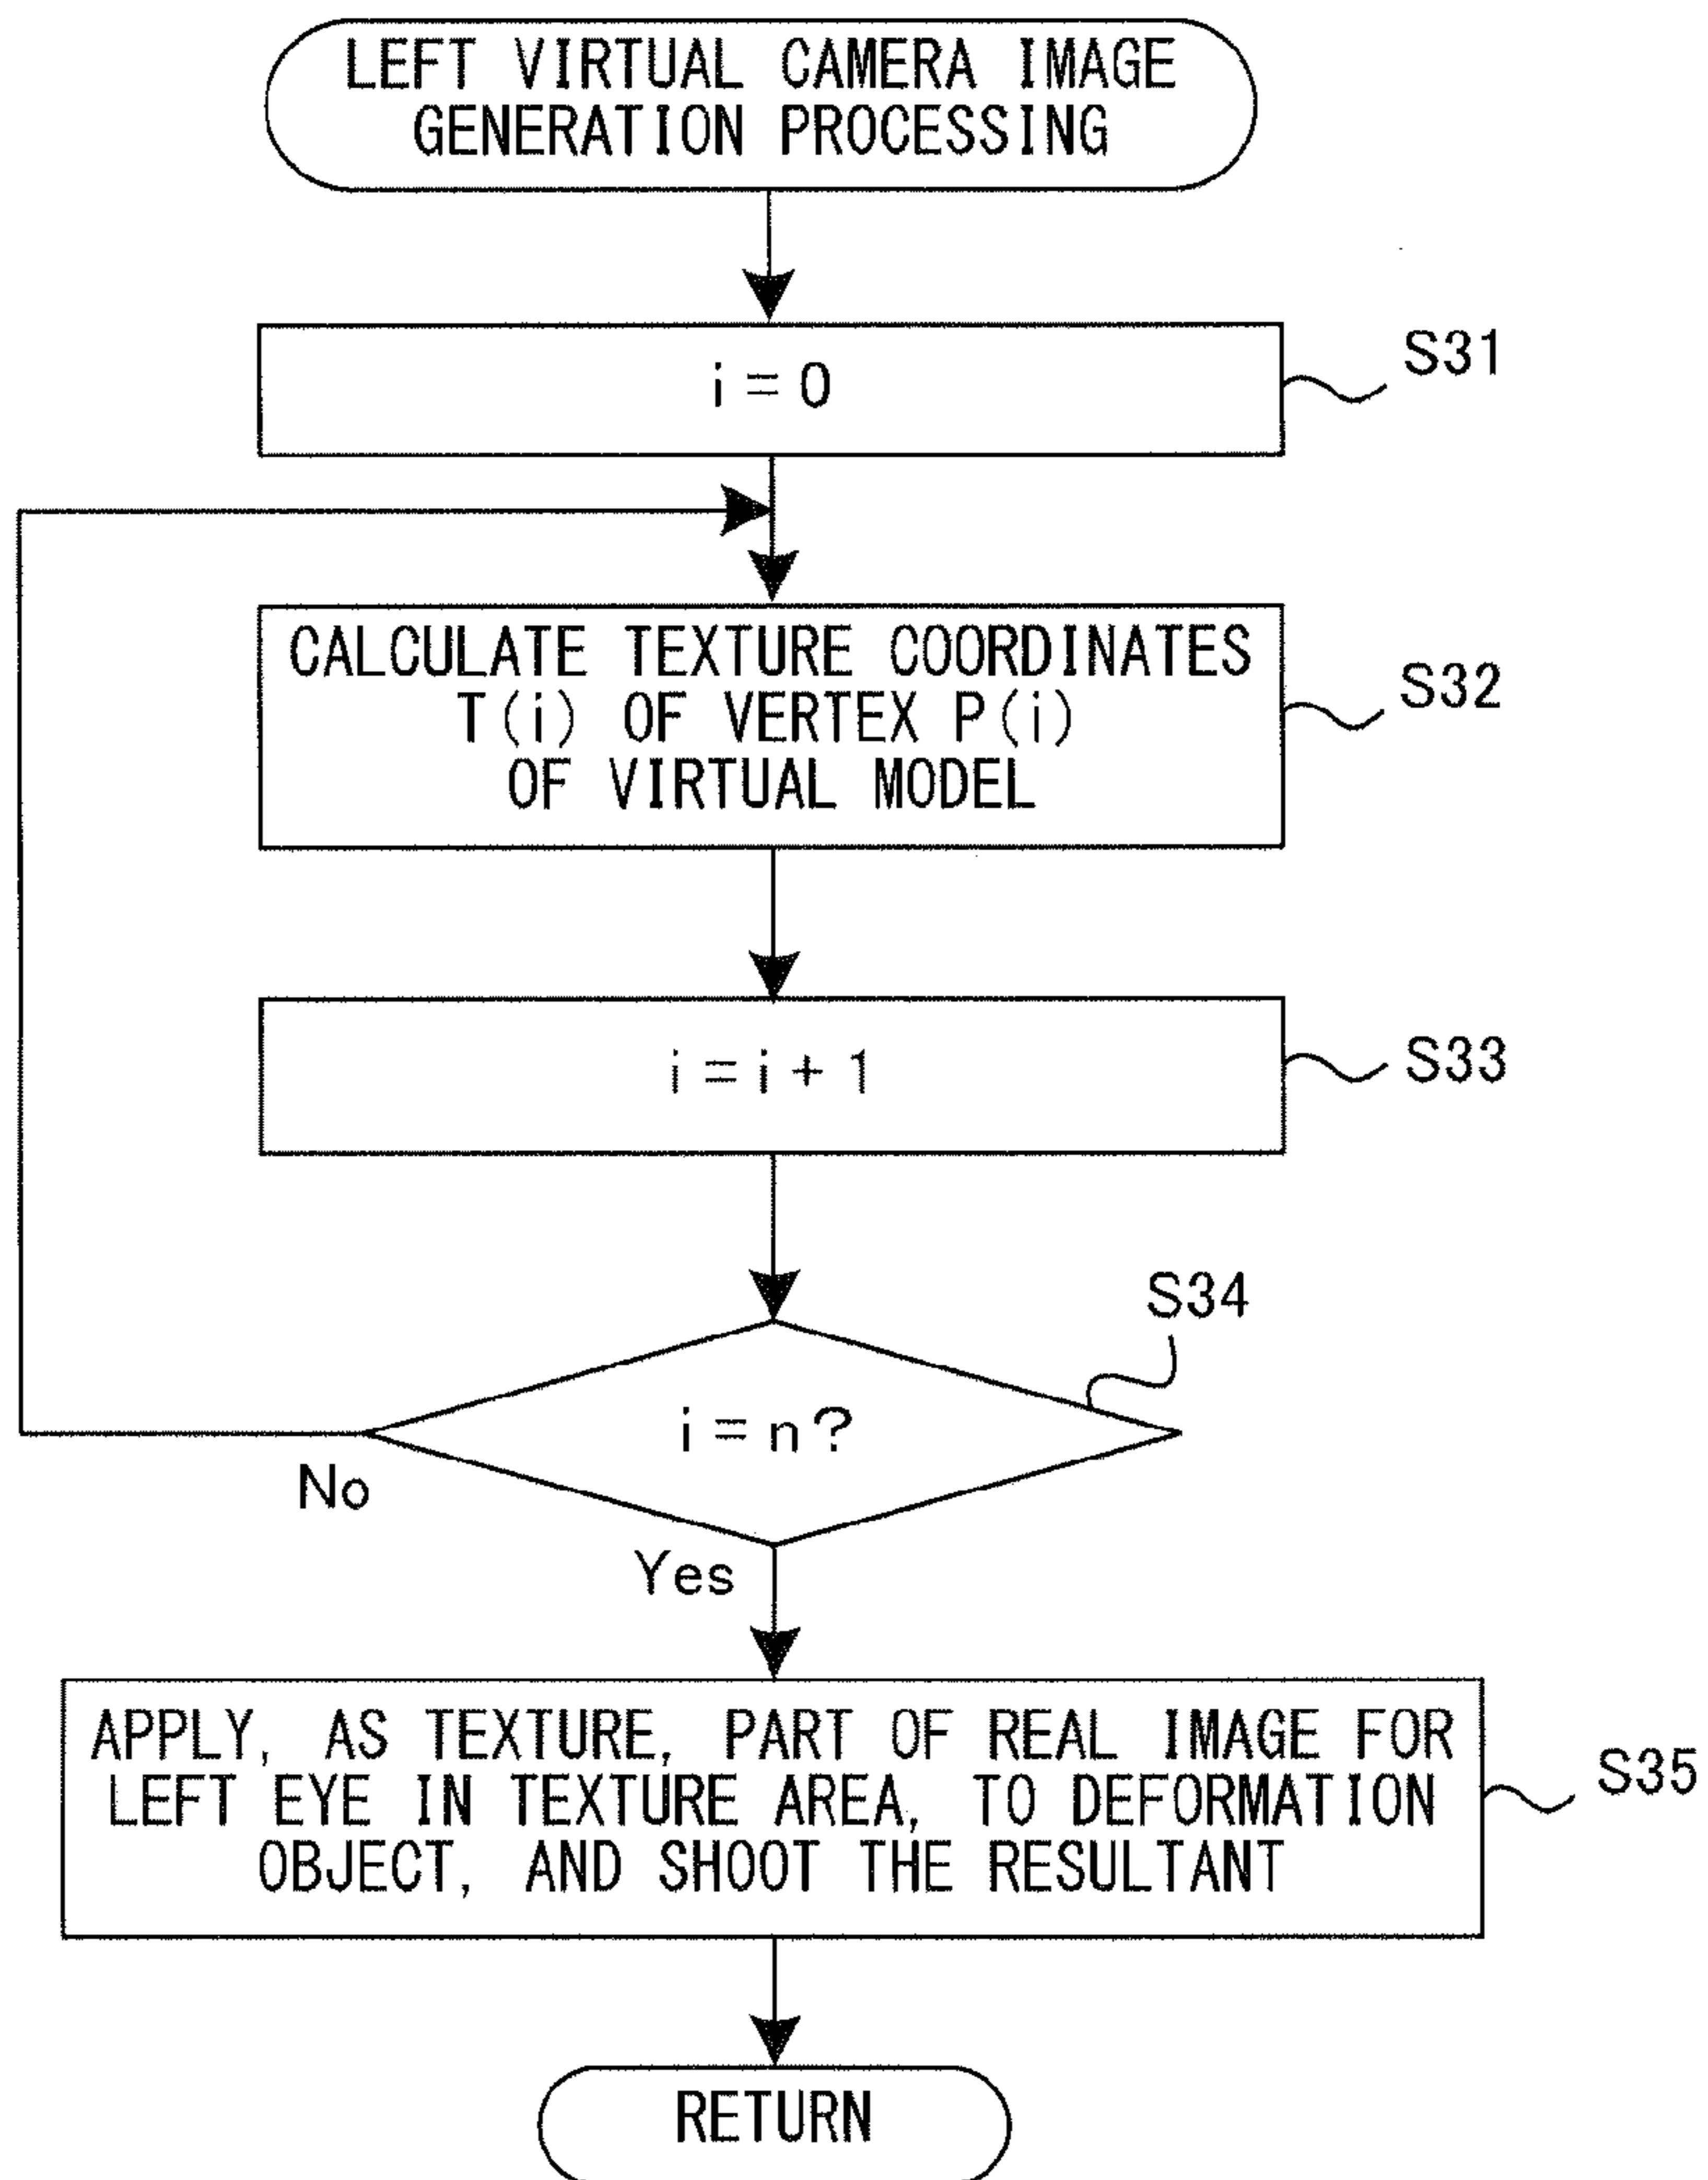 LEFT VIRTUAL CAMERA IMAGE
GENERATION PROCESSING
i = 0
S31
CALCULATE TEXTURE COORDINATES
T(i) OF VERTEX P(i)
OF VIRTUAL MODEL
S32
i = i + 1
S33
S34
i = n?
No
Yes
APPLY, AS TEXTURE, PART OF REAL IMAGE FOR
LEFT EYE IN TEXTURE AREA, TO DEFORMATION
OBJECT, AND SHOOT THE RESULTANT
S35
RETURN